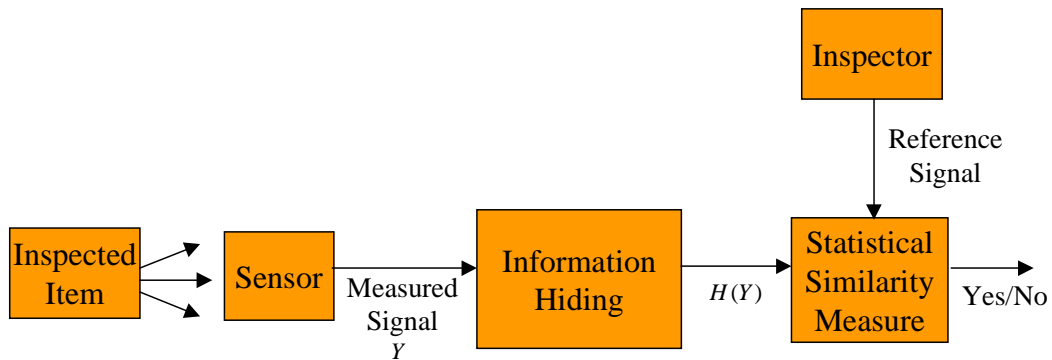 Inspector
Reference
Signal
Inspected
Item
Sensor
Measured
Signal
Y
Information
Hiding
H(Y)
Statistical
Similarity
Measure
Yes/No